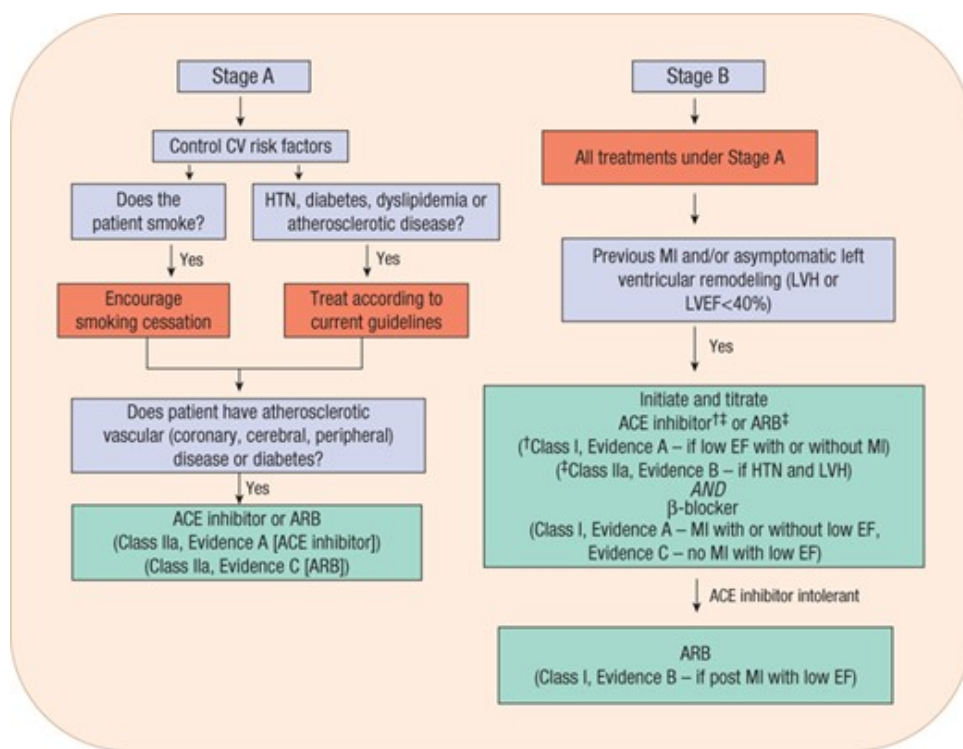 Stage A
Control CV risk factors
Does the
patient smoke?
HTN, diabetes, dyslipidemia or
atherosclerotic disease?
Yes
Yes
Encourage
smoking cessation
Treat according to
current guidelines
Does patient have atherosclerotic
vascular (coronary, cerebral, peripheral)
disease or diabetes?
Yes
ACE inhibitor or ARB
(Class IIa, Evidence A [ACE inhibitor])
(Class IIa, Evidence C [ARB])
Stage B
All treatments under Stage A
Previous MI and/or asymptomatic left
ventricular remodeling (LVH or
LVEF<40%)
Yes
Initiate and titrate
ACE inhibitor†‡ or ARB‡
(†Class I, Evidence A – if low EF with or without MI)
(‡Class IIa, Evidence B – if HTN and LVH)
AND
β-blocker
(Class I, Evidence A – MI with or without low EF,
Evidence C – no MI with low EF)
ACE inhibitor intolerant
ARB
(Class I, Evidence B – if post MI with low EF)